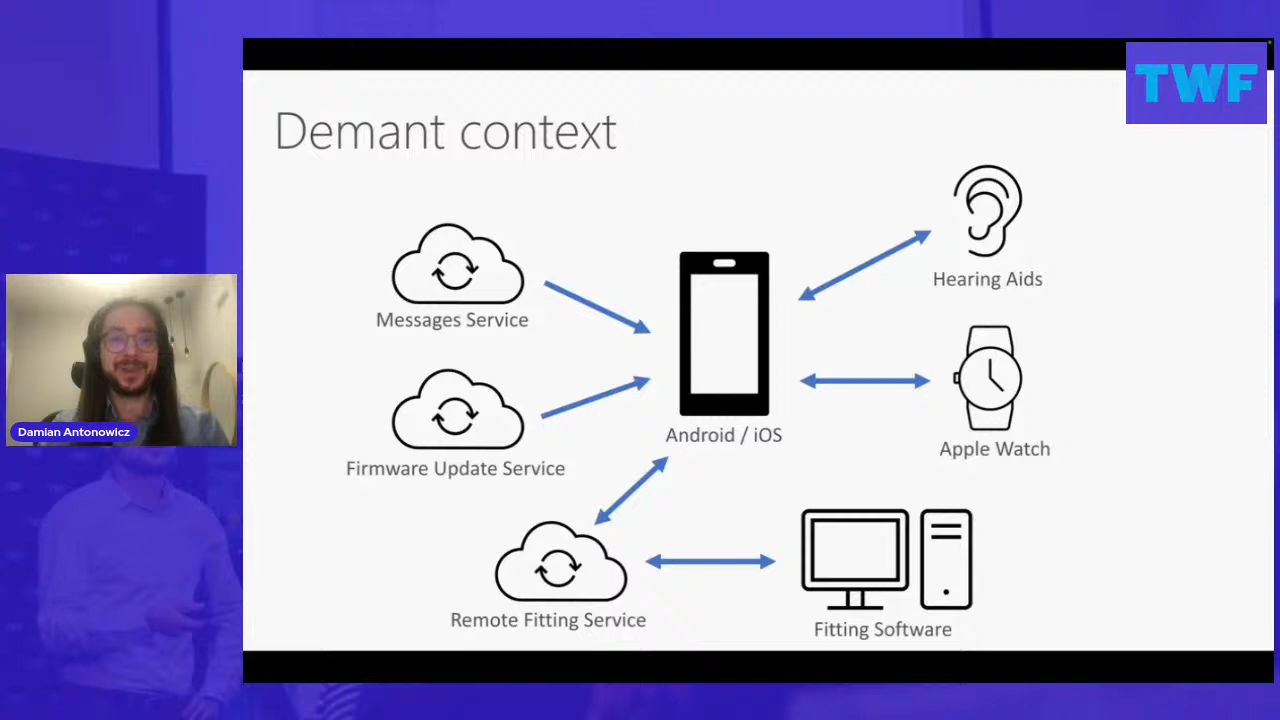 TWF
Demant context
Hearing Aids
Messages Service
Android / iOS
Apple Watch
Firmware Update Service
Damian Antonowicz
Remote Fitting Service
Fitting Software